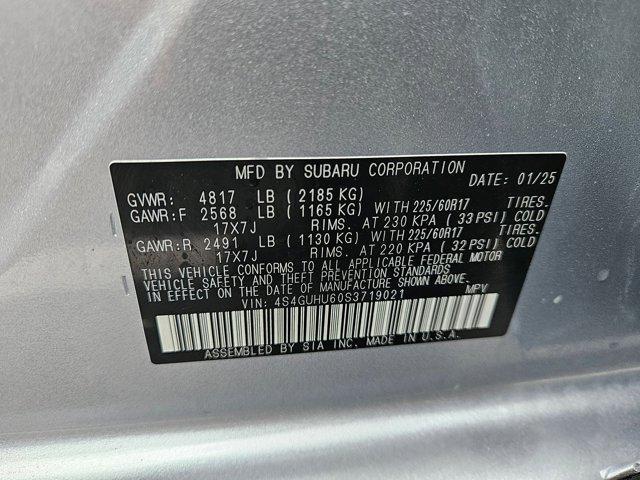 MFD BY SUBARU CORPORATION
DATE: 01/25
GVWR: 4817 LB ( 2185 KG)
GAWR:F 2568 LB ( 1165 KG) WITH 225/60R17 TIRES.
17X7J RIMS. AT 230 KPA ( 33 PSI) COLD
GAWR:R 2491 LB ( 1130 KG) WITH 225/60R17 TIRES.
17X7J RIMS. AT 220 KPA ( 32 PSI) COLD
THIS VEHICLE CONFORMS TO ALL APPLICABLE FEDERAL MOTOR
VEHICLE SAFETY AND THEFT PREVENTION STANDARDS
IN EFFECT ON THE DATE OF MANUFACTURE SHOWN ABOVE.
VIN: 4S4GUHU60S3719021 MPV
ASSEMBLED BY SIA INC. MADE IN U.S.A.